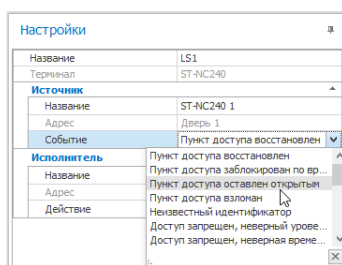 Настройки
Название LS1
Терминал ST-NC240
Источник
Название ST-NC240 1
Адрес Дверь 1
Событие Пункт доступа восстановлен
Исполнитель Пункт доступа восстановлен
Название Пункт доступа заблокирован по вр...
Пункт доступа оставлен открытым
Адрес Пункт доступа взломан
Действие Неизвестный идентификатор
Доступ запрещен, неверный урове...
Доступ запрещен, неверная време...